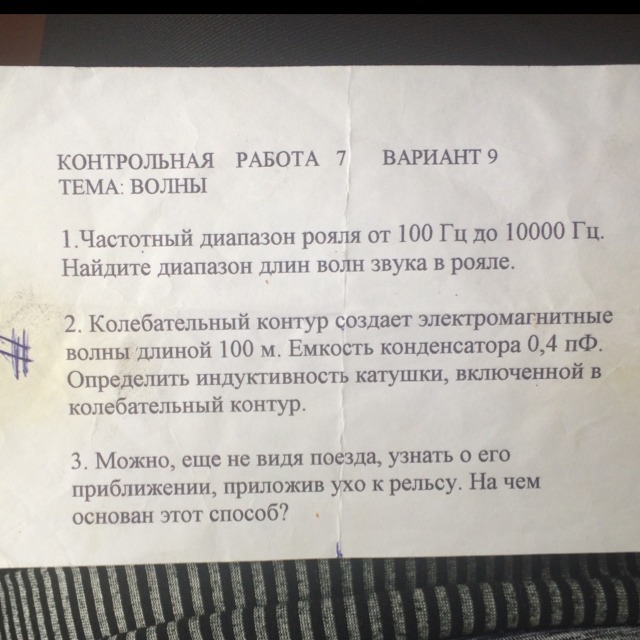 КОНТРОЛЬНАЯ РАБОТА 7 ВАРИАНТ 9
ТЕМА: ВОЛНЫ
1.Частотный диапазон рояля от 100 Гц до 10000 Гц.
Найдите диапазон длин волн звука в рояле.
2. Колебательный контур создает электромагнитные
волны длиной 100 м. Емкость конденсатора 0,4 пФ.
Определить индуктивность катушки, включенной в
колебательный контур.
3. Можно, еще не видя поезда, узнать о его
приближении, приложив ухо к рельсу. На чем
основан этот способ?